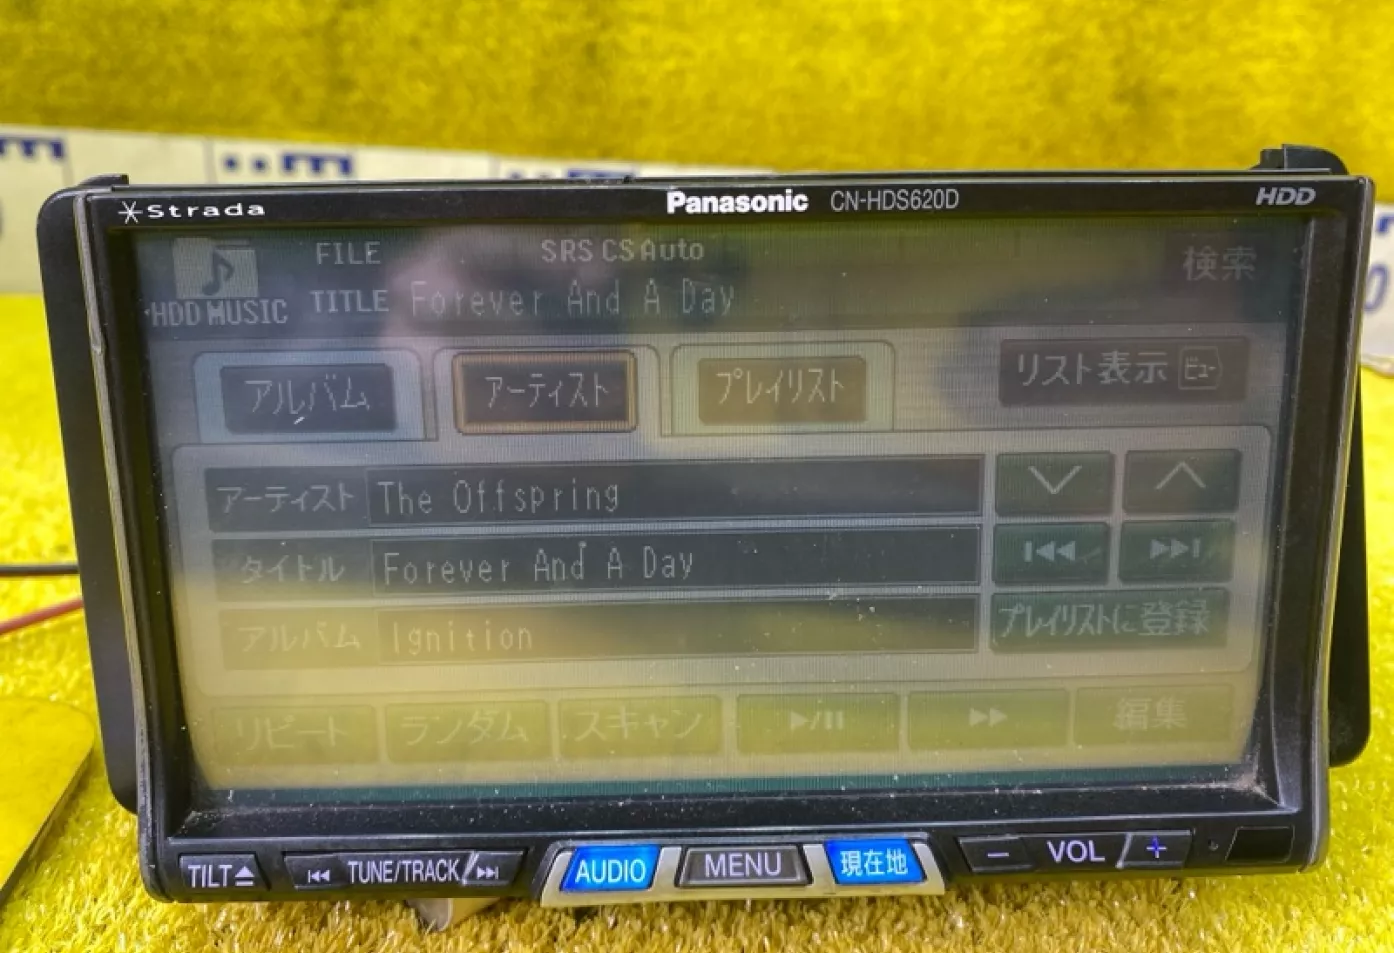 Strada Panasonic CN-HDS620D HDD
FILE SRS CS Auto 検索
HDD MUSIC TITLE Forever And A Day
アルバム アーティスト プレイリスト リスト表示 ビュー
アーティスト The Offspring
タイトル Forever And A Day
アルバム Ignition プレイリストに登録
リピート ランダム スキャン 編集
TILT TUNE/TRACK AUDIO MENU 現在地 - VOL +